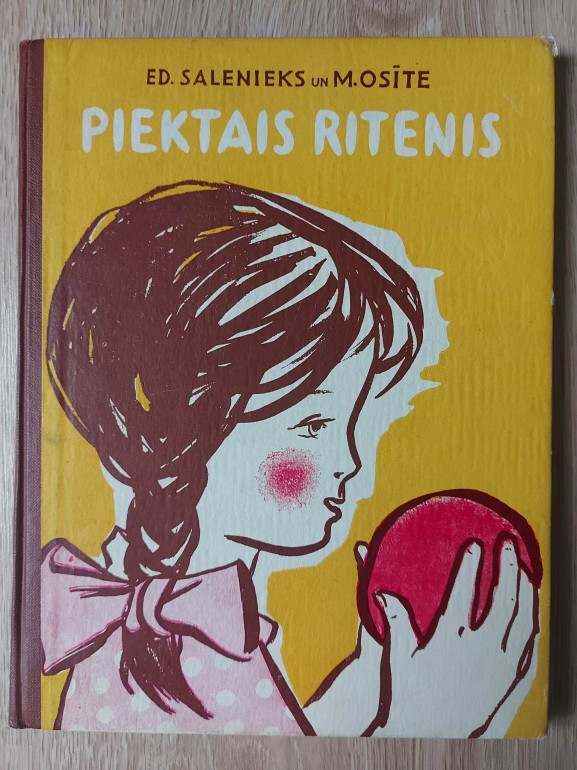 ED. SALENIEKS UN M.OSĪTE
PIEKTAIS RITENIS